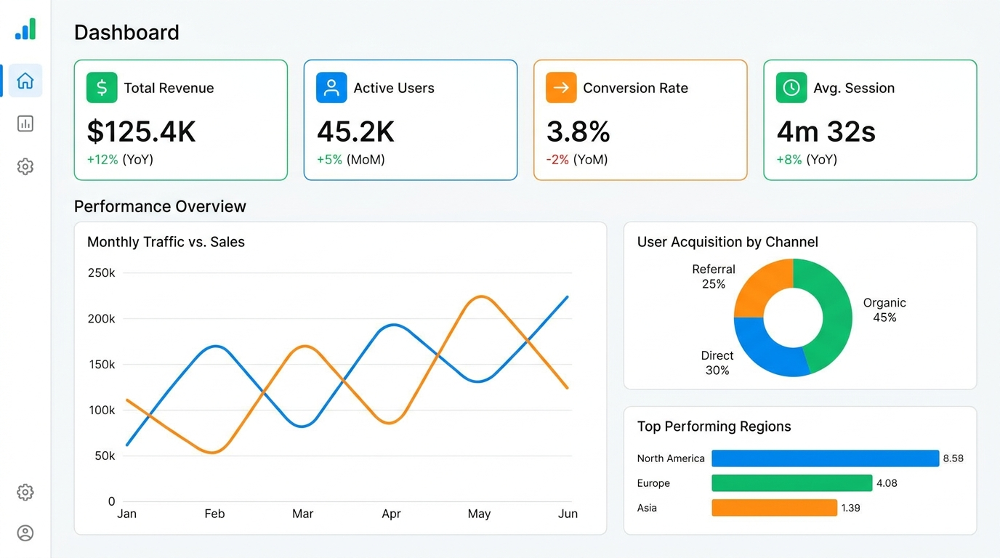 Dashboard
Total Revenue
$125.4K
+12% (YoY)
Active Users
45.2K
+5% (MoM)
Conversion Rate
3.8%
-2% (YoM)
Avg. Session
4m 32s
+8% (YoY)
Performance Overview
Monthly Traffic vs. Sales
250k
200k
150k
100k
50k
0
Jan Feb Mar Apr May Jun
User Acquisition by Channel
Referral
25%
Organic
45%
Direct
30%
Top Performing Regions
North America 8.58
Europe 4.08
Asia 1.39